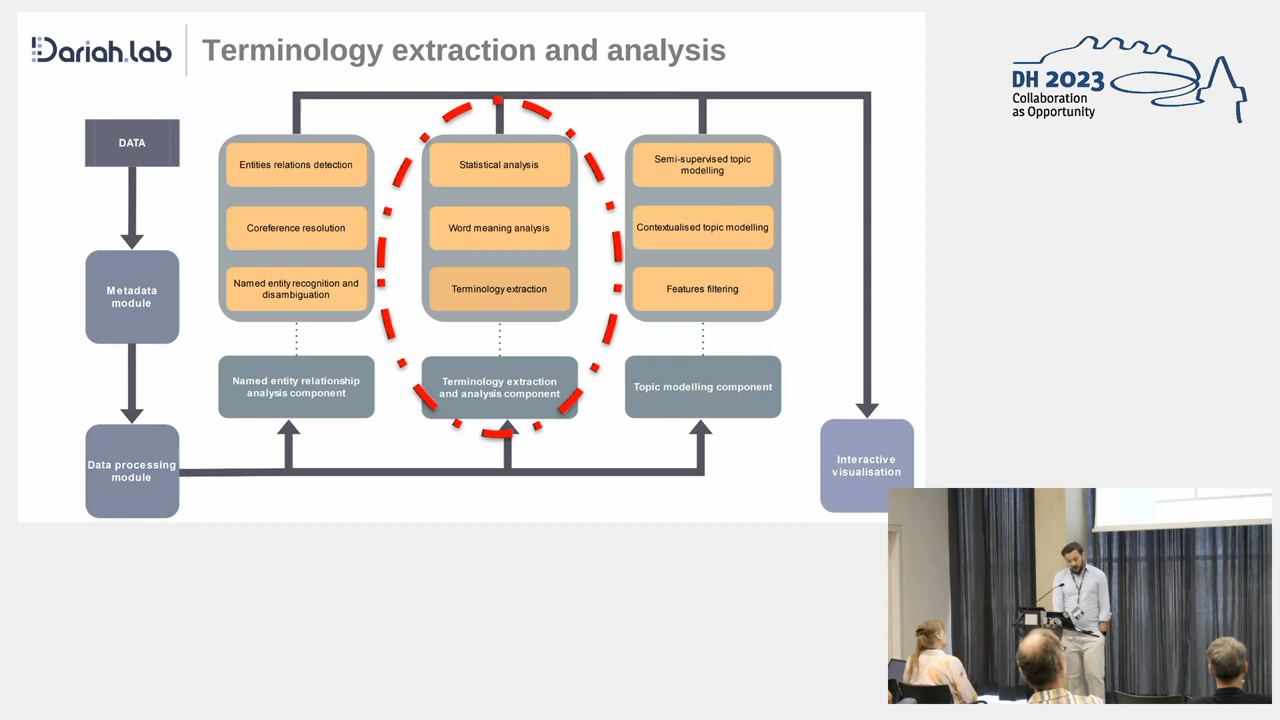 Dariah.lab
Terminology extraction and analysis
DH 2023
Collaboration
as Opportunity
DATA
Metadata
module
Data processing
module
Entities relations detection
Coreference resolution
Named entity recognition and
disambiguation
Named entity relationship
analysis component
Statistical analysis
Word meaning analysis
Terminology extraction
Terminology extraction
and analysis component
Semi-supervised topic
modelling
Contextualised topic modelling
Features filtering
Topic modelling component
Interactive
visualisation